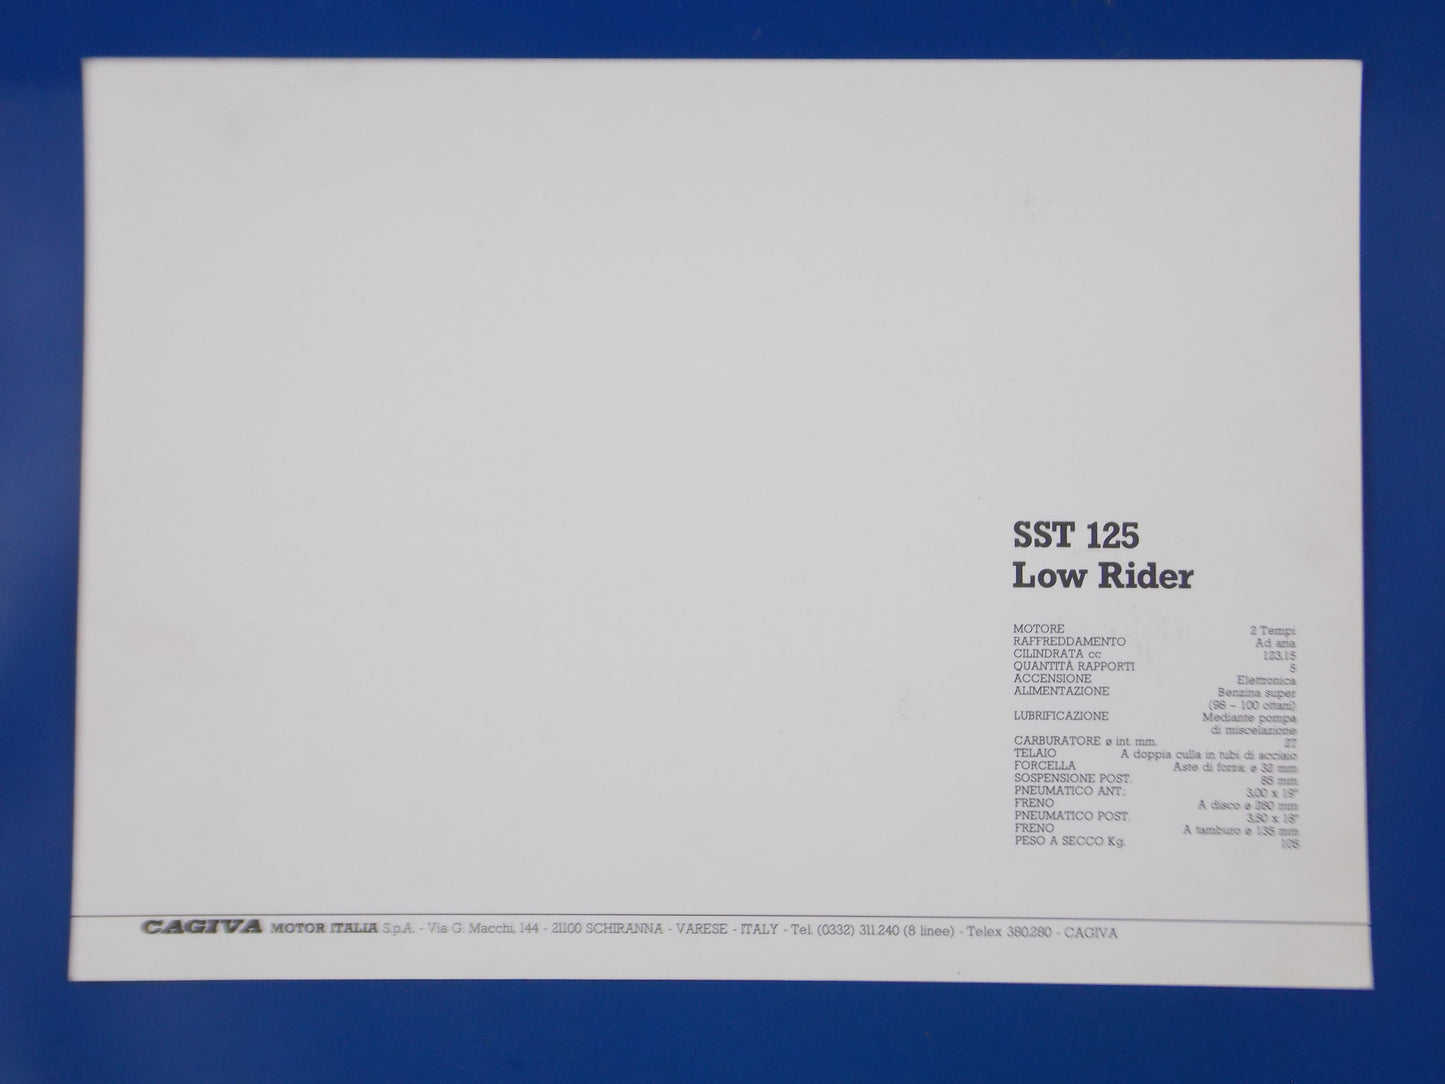 SST 125
Low Rider
MOTORE 2 Tempi
RAFFREDDAMENTO Ad aria
CILINDRATA cc 123,15
QUANTITÀ RAPPORTI 5
ACCENSIONE Elettronica
ALIMENTAZIONE Benzina super
(98 – 100 ottani)
LUBRIFICAZIONE Mediante pompa
di miscelazione
CARBURATORE ø int. mm. 27
TELAIO A doppia culla in tubi di acciaio
FORCELLA Aste di forza; ø 32 mm
SOSPENSIONE POST. mm
PNEUMATICO ANT.: 3,00 x 19"
FRENO A disco ø 260 mm
PNEUMATICO POST. 3,50 x 18"
FRENO A tamburo ø mm
PESO A SECCO Kg.
CAGIVA MOTOR ITALIA S.p.A. - Via G. Macchi, 144 - 21100 SCHIRANNA - VARESE - ITALY - Tel. (0332) 311.240 (8 linee) - Telex 380.280 - CAGIVA